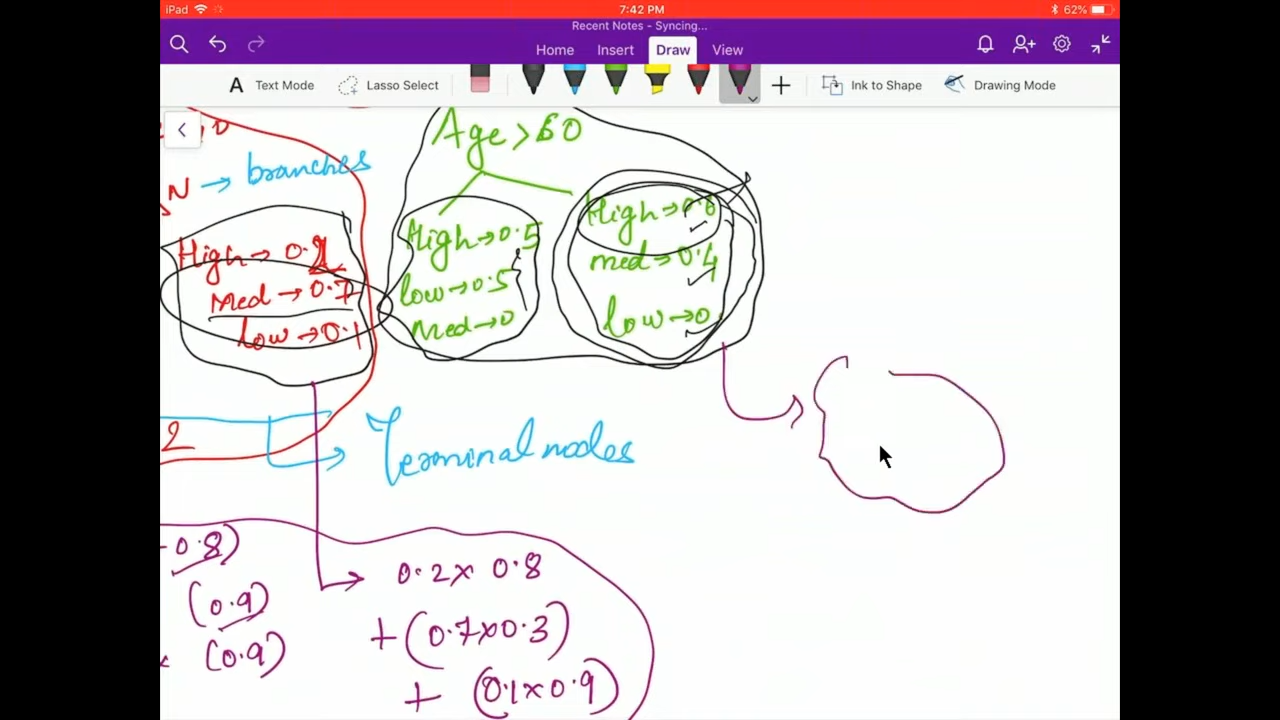 iPad 7:42 PM 62%
Recent Notes - Syncing...
Home Insert Draw View
A Text Mode Lasso Select Ink to Shape Drawing Mode
Age > 60
N → branches
High → 0.2
Med → 0.7
low → 0.1
High → 0.5
low → 0.5
Med → 0
High → 0.6
med → 0.4
low → 0
2
Terminal nodes
0.8)
(0.9)
(0.9)
0.2 x 0.8
+ (0.7 x 0.3)
+ (0.1 x 0.9)